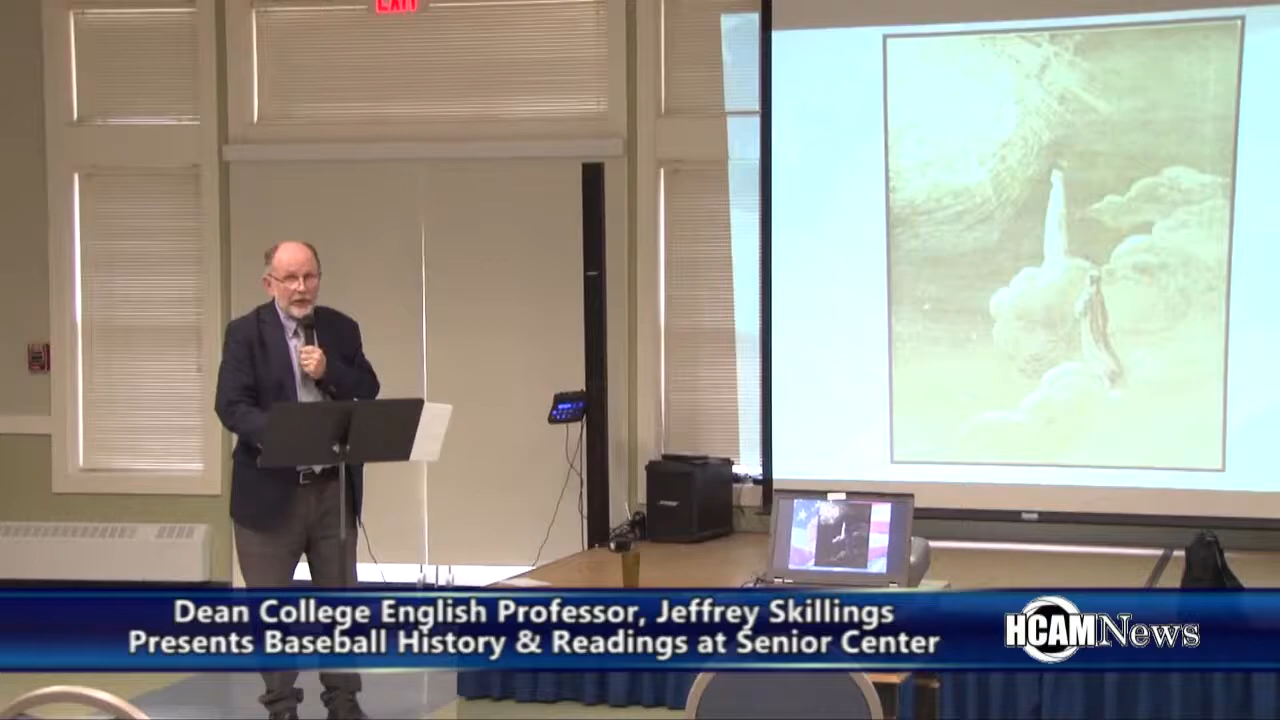 EXIT
Dean College English Professor, Jeffrey Skillings
Presents Baseball History & Readings at Senior Center
HCAMNews